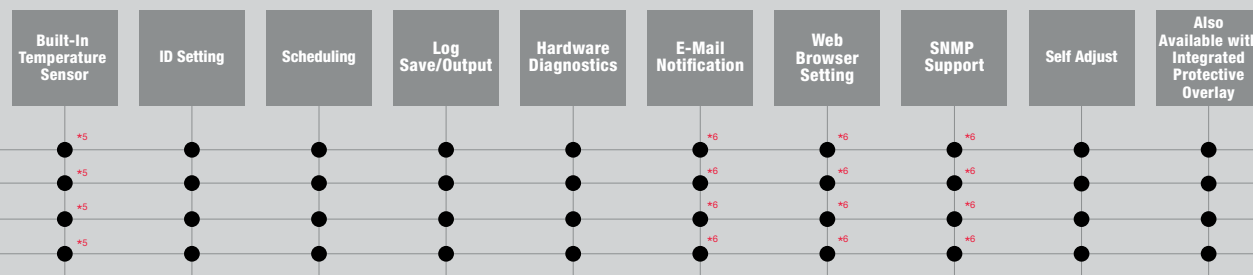 Built-In
Temperature
Sensor
ID Setting
Scheduling
Log
Save/Output
Hardware
Diagnostics
E-Mail
Notification
Web
Browser
Setting
SNMP
Support
Self Adjust
Also
Available with
Integrated
Protective
Overlay
*5 *6 *6 *6
*5 *6 *6 *6
*5 *6 *6 *6
*5 *6 *6 *6